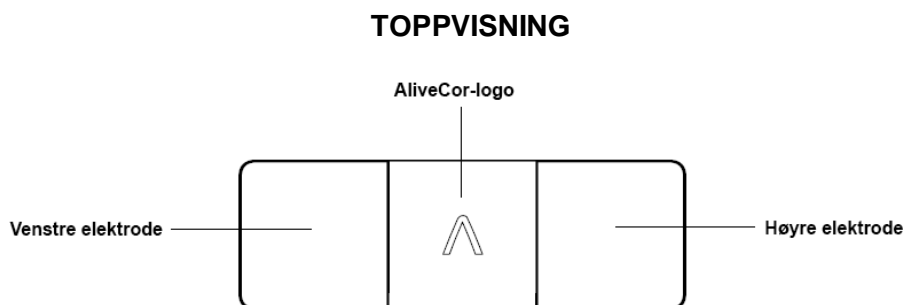 TOPPVISNING
AliveCor-logo
Venstre elektrode
Høyre elektrode